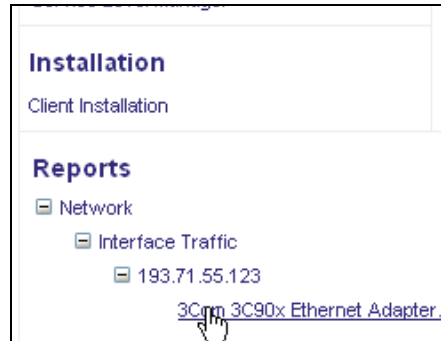 Installation
Client Installation
Reports
Network
Interface Traffic
193.71.55.123
3Com 3C90x Ethernet Adapter.